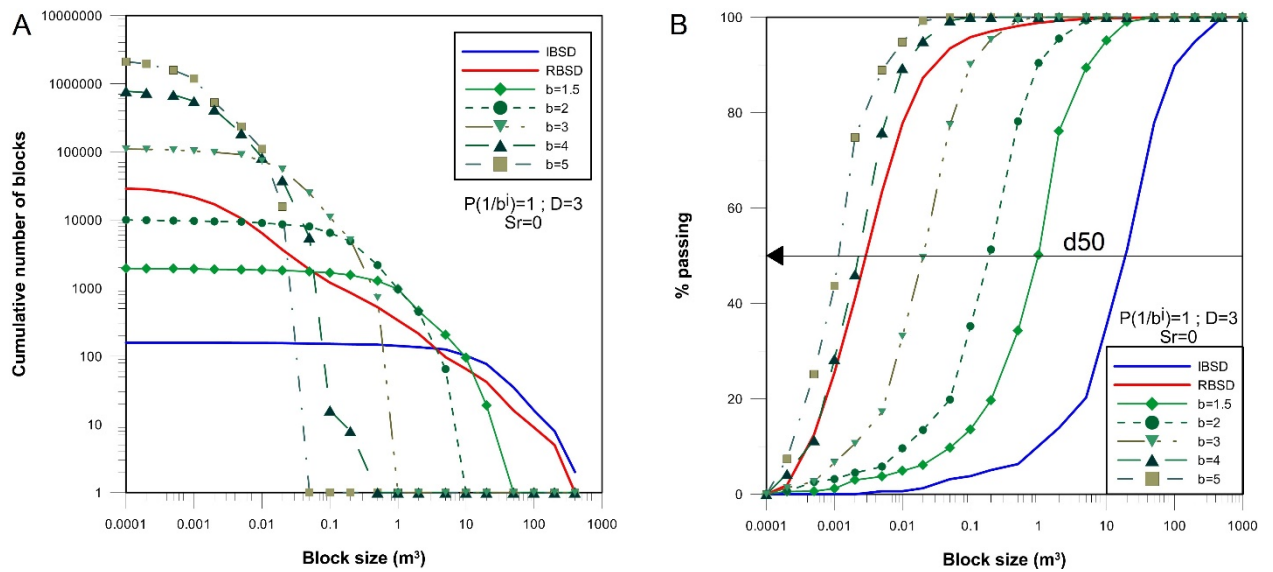 A
Cumulative number of blocks
10000000
1000000
100000
10000
1000
100
10
1
0.0001
0.001
0.01
0.1
1
10
100
1000
Block size (m³)
IBSD
RBSD
b=1.5
b=2
b=3
b=4
b=5
P(1/bⁱ)=1 ; D=3
Sr=0
B
% passing
100
80
60
40
20
0
0.0001
0.001
0.01
0.1
1
10
100
1000
Block size (m³)
d50
P(1/bⁱ)=1 ; D=3
Sr=0
IBSD
RBSD
b=1.5
b=2
b=3
b=4
b=5